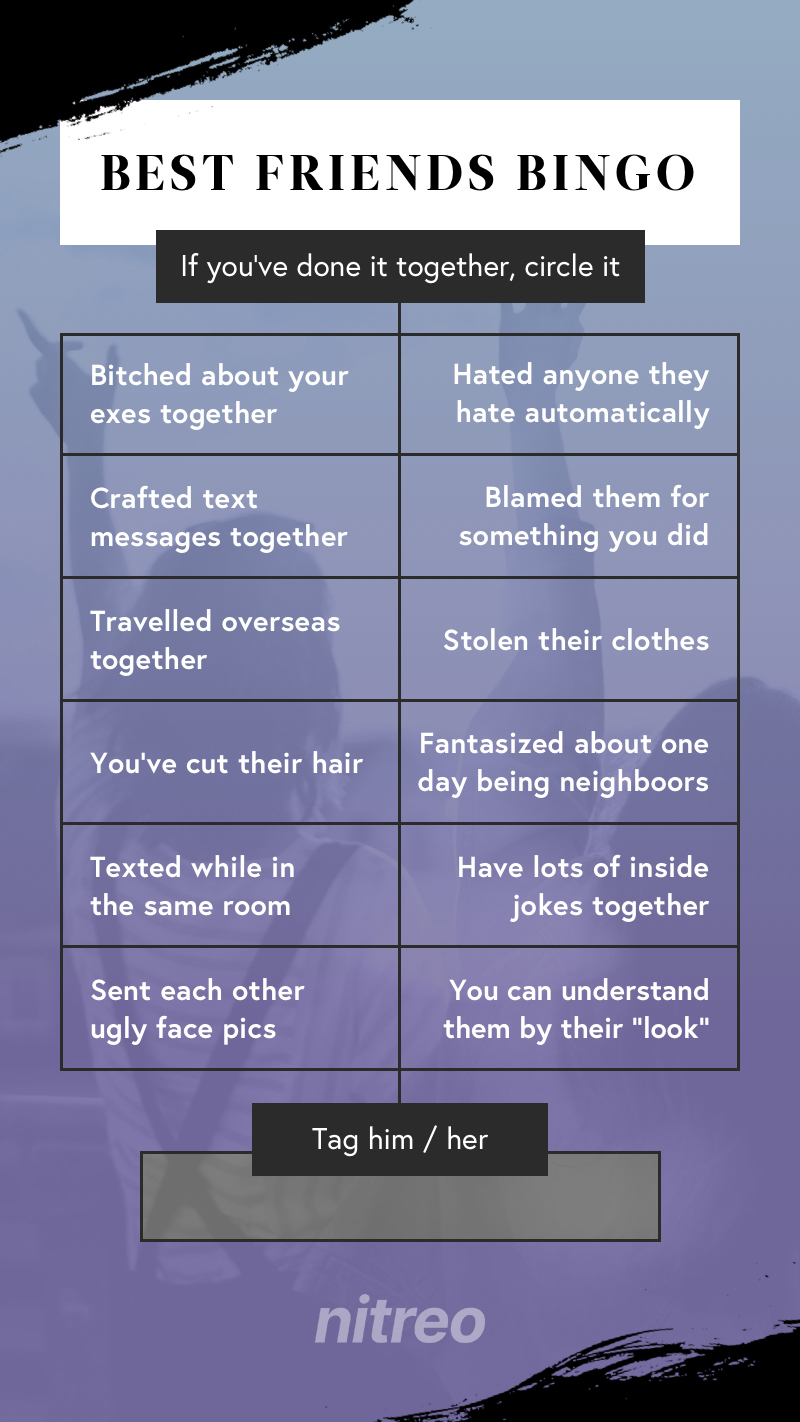 BEST FRIENDS BINGO
If you've done it together, circle it
Bitched about your
exes together
Hated anyone they
hate automatically
Crafted text
messages together
Blamed them for
something you did
Travelled overseas
together
Stolen their clothes
You've cut their hair
Fantasized about one
day being neighboors
Texted while in
the same room
Have lots of inside
jokes together
Sent each other
ugly face pics
You can understand
them by their "look"
Tag him / her
nitreo